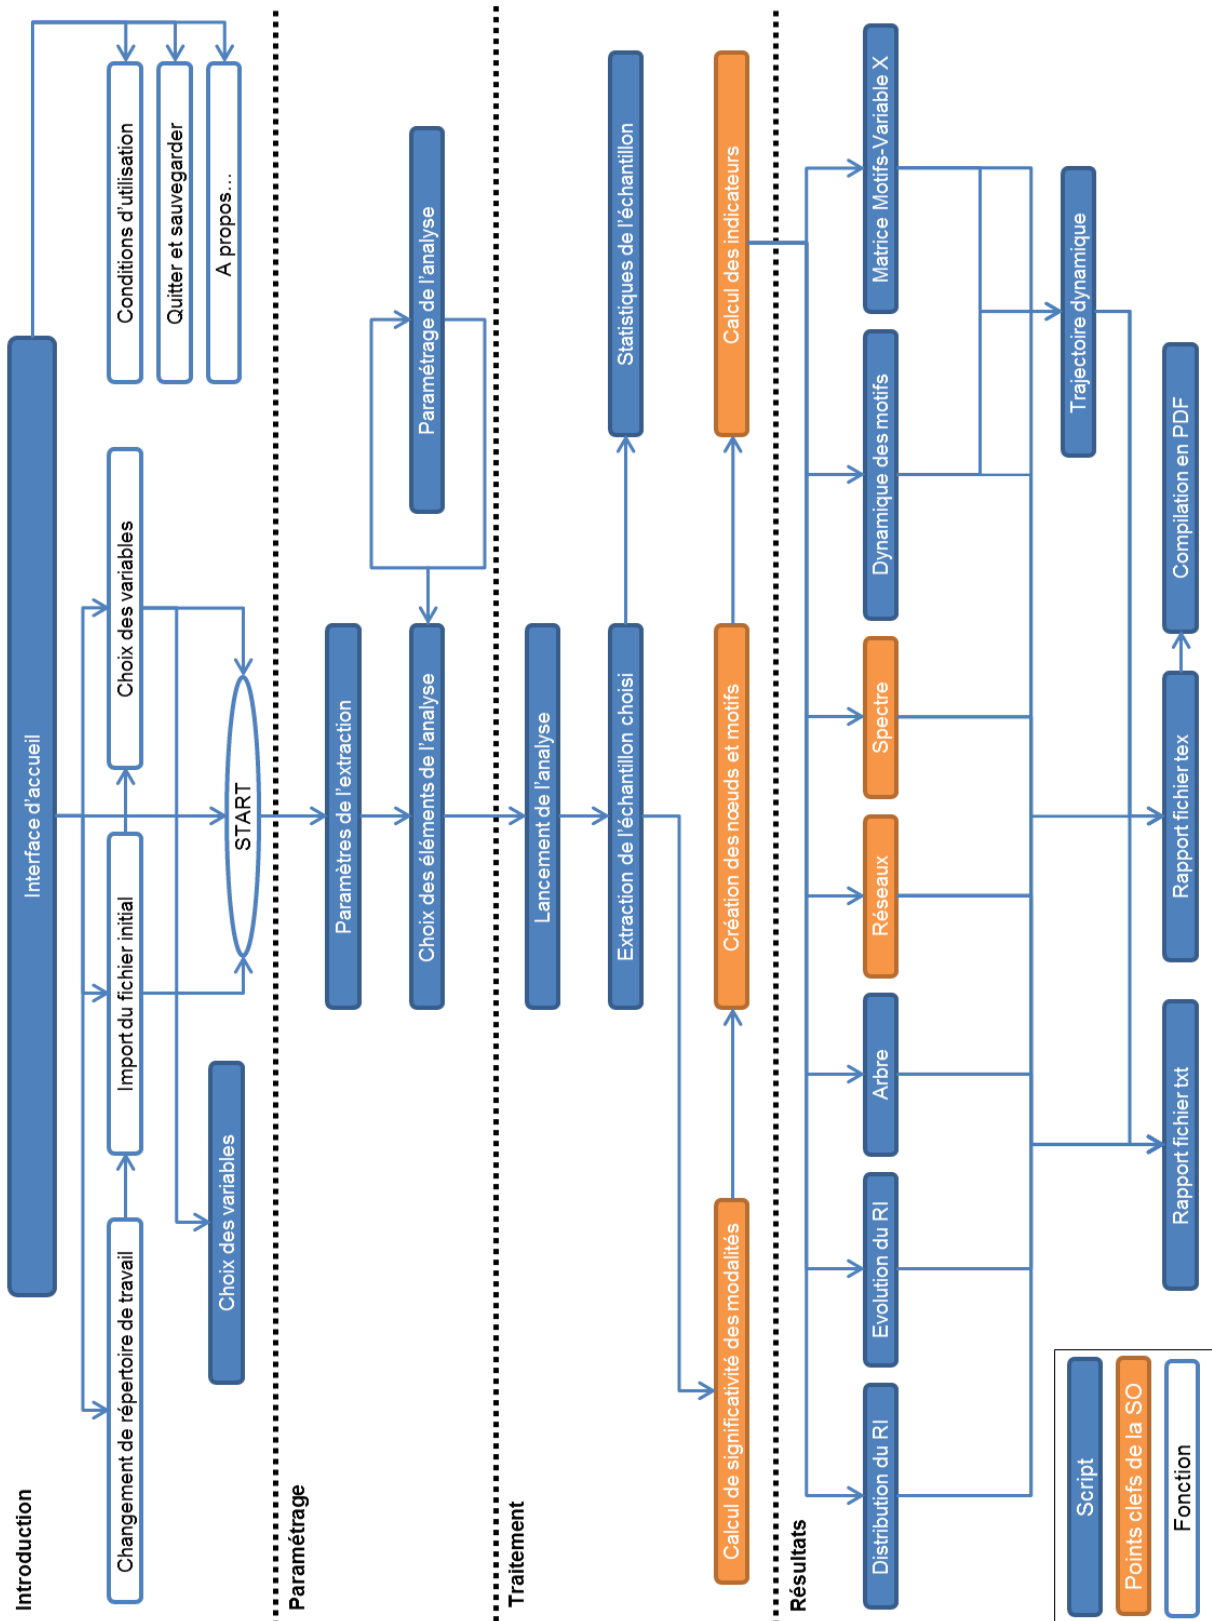 Introduction
Interface d'accueil
Changement de répertoire de travail
Import du fichier initial
Choix des variables
Conditions d'utilisation
Quitter et sauvegarder
A propos…
Choix des variables
START
Paramétrage
Paramètres de l'extraction
Choix des éléments de l'analyse
Paramétrage de l'analyse
Traitement
Lancement de l'analyse
Extraction de l'échantillon choisi
Statistiques de l'échantillon
Calcul de significativité des modalités
Création des nœuds et motifs
Calcul des indicateurs
Résultats
Distribution du RI
Evolution du RI
Arbre
Réseaux
Spectre
Dynamique des motifs
Matrice Motifs-Variable X
Trajectoire dynamique
Rapport fichier txt
Rapport fichier tex
Compilation en PDF
Script
Points clefs de la SO
Fonction